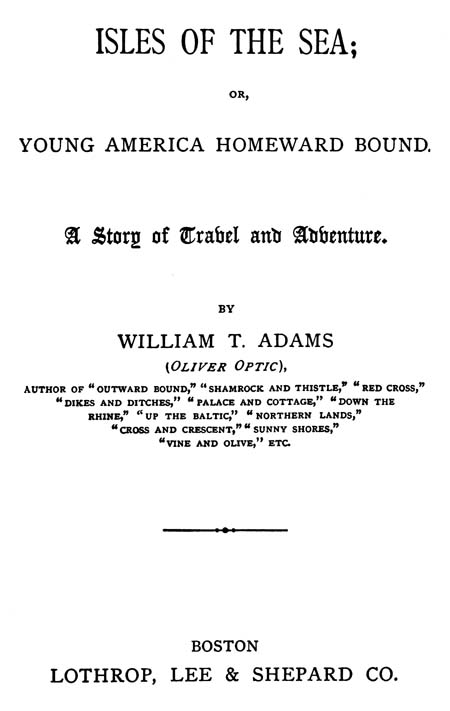 ISLES OF THE SEA;
OR,
YOUNG AMERICA HOMEWARD BOUND.
A Story of Travel and Adventure.
BY
WILLIAM T. ADAMS
(OLIVER OPTIC),
AUTHOR OF “OUTWARD BOUND,” “SHAMROCK AND THISTLE,” “RED CROSS,”
“DIKES AND DITCHES,” “PALACE AND COTTAGE,” “DOWN THE
RHINE,” “UP THE BALTIC,” “NORTHERN LANDS,”
“CROSS AND CRESCENT,” “SUNNY SHORES,”
“VINE AND OLIVE,” ETC.
BOSTON
LOTHROP, LEE & SHEPARD CO.